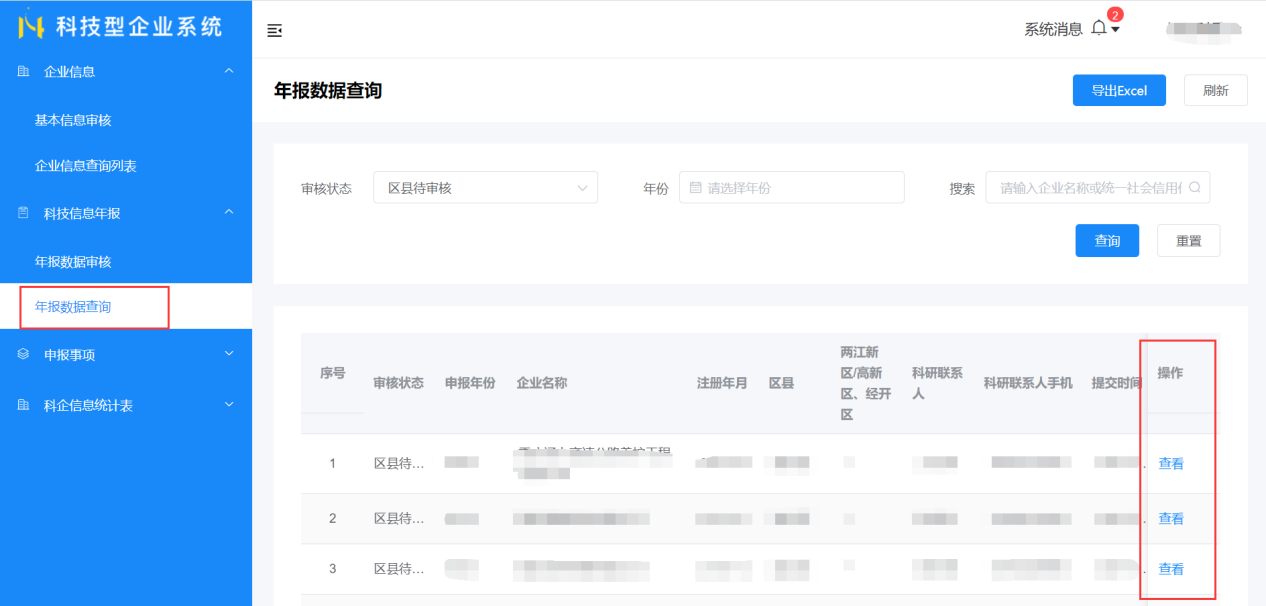 科技型企业系统
企业信息
基本信息审核
企业信息查询列表
科技信息年报
年报数据审核
年报数据查询
申报事项
科企信息统计表
系统消息 2
年报数据查询
导出Excel 刷新
审核状态 区县待审核 年份 请选择年份 搜索 请输入企业名称或统一社会信用
查询 重置
序号 审核状态 申报年份 企业名称 注册年月 区县 两江新区/高新区、经开区 科研联系人 科研联系人手机 提交时间 操作
1 区县待... 查看
2 区县待... 查看
3 区县待... 查看